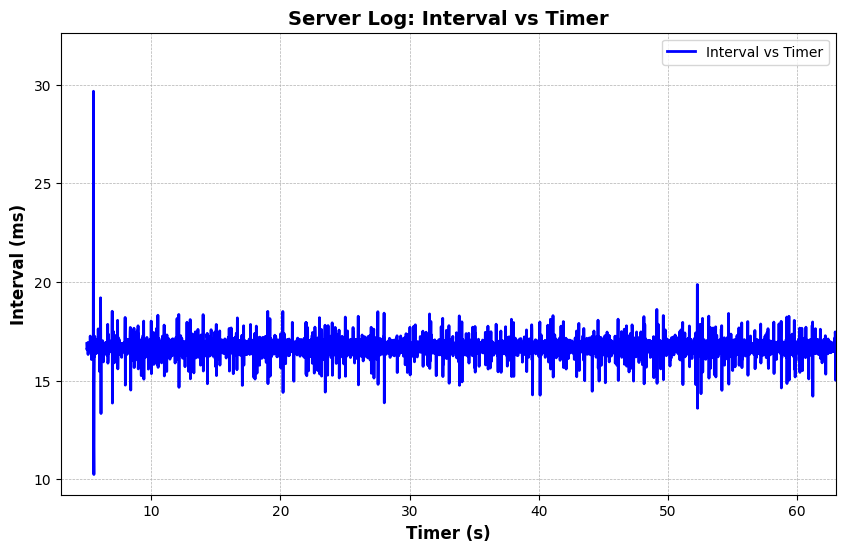 Server Log: Interval vs Timer
Interval vs Timer
Interval (ms)
30
25
20
15
10
10 20 30 40 50 60
Timer (s)